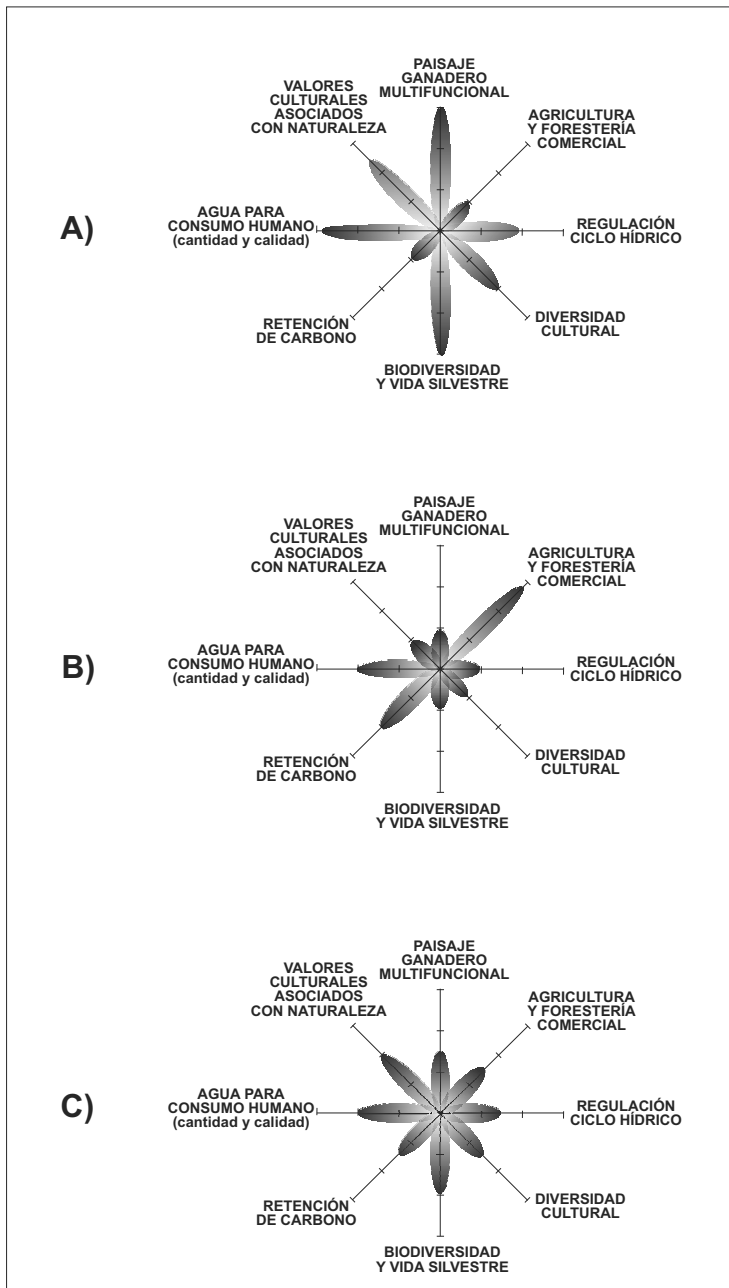 PAISAJE
GANADERO
MULTIFUNCIONAL
VALORES
CULTURALES
ASOCIADOS
CON NATURALEZA
AGRICULTURA
Y FORESTERÍA
COMERCIAL
A)
AGUA PARA
CONSUMO HUMANO
(cantidad y calidad)
REGULACIÓN
CICLO HÍDRICO
RETENCIÓN
DE CARBONO
DIVERSIDAD
CULTURAL
BIODIVERSIDAD
Y VIDA SILVESTRE
PAISAJE
GANADERO
MULTIFUNCIONAL
VALORES
CULTURALES
ASOCIADOS
CON NATURALEZA
AGRICULTURA
Y FORESTERÍA
COMERCIAL
B)
AGUA PARA
CONSUMO HUMANO
(cantidad y calidad)
REGULACIÓN
CICLO HÍDRICO
RETENCIÓN
DE CARBONO
DIVERSIDAD
CULTURAL
BIODIVERSIDAD
Y VIDA SILVESTRE
PAISAJE
GANADERO
MULTIFUNCIONAL
VALORES
CULTURALES
ASOCIADOS
CON NATURALEZA
AGRICULTURA
Y FORESTERÍA
COMERCIAL
C)
AGUA PARA
CONSUMO HUMANO
(cantidad y calidad)
REGULACIÓN
CICLO HÍDRICO
RETENCIÓN
DE CARBONO
DIVERSIDAD
CULTURAL
BIODIVERSIDAD
Y VIDA SILVESTRE